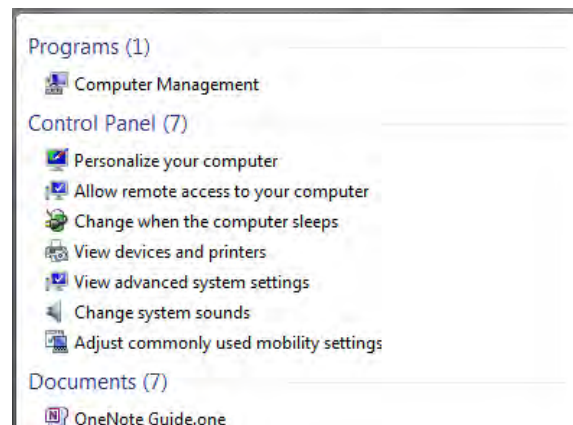 Programs (1)
Computer Management
Control Panel (7)
Personalize your computer
Allow remote access to your computer
Change when the computer sleeps
View devices and printers
View advanced system settings
Change system sounds
Adjust commonly used mobility settings
Documents (7)
OneNote Guide.one